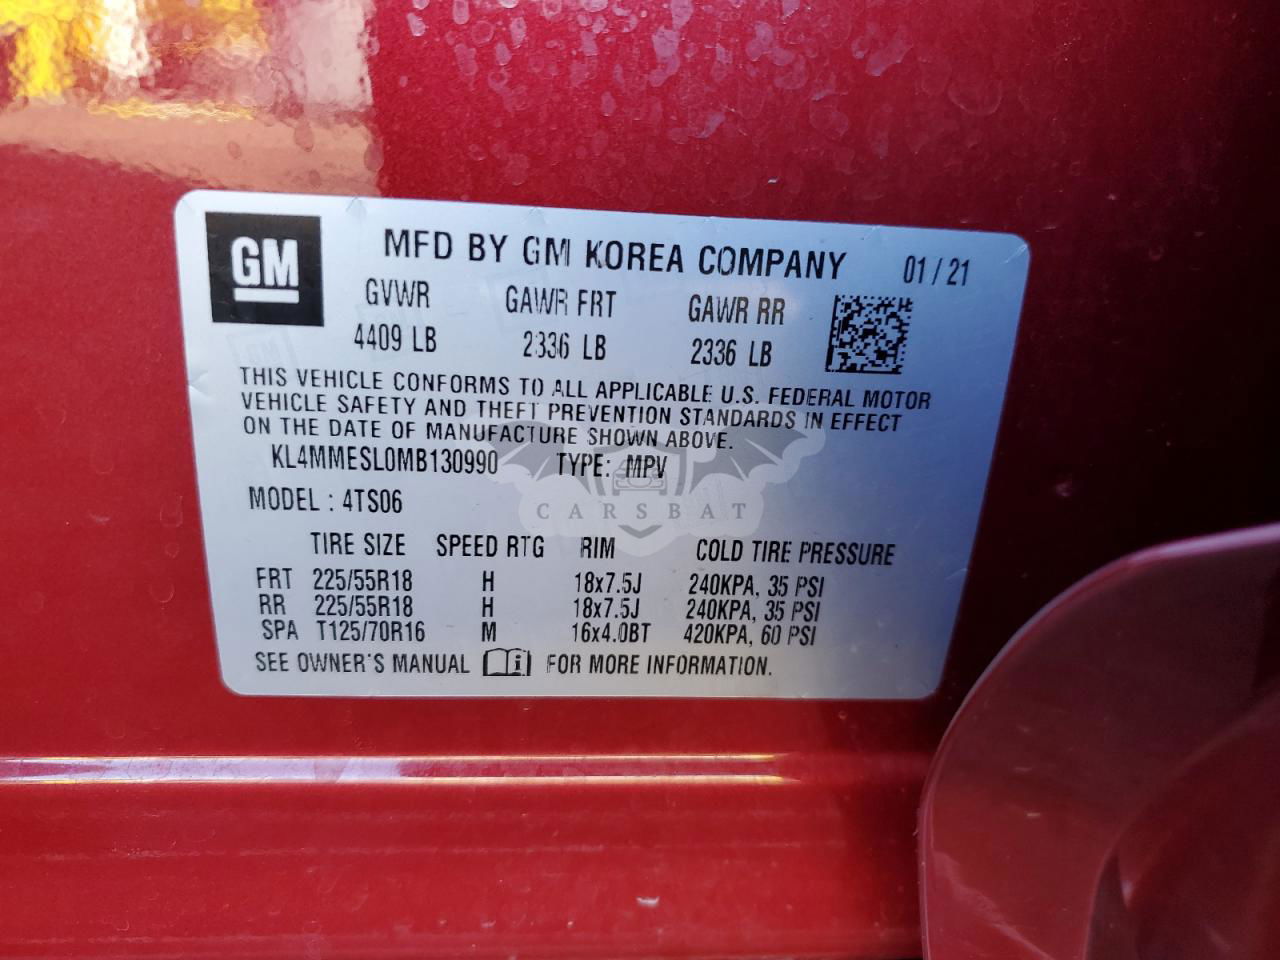 GM
MFD BY GM KOREA COMPANY 01/21
GVWR GAWR FRT GAWR RR
4409 LB 2336 LB 2336 LB
THIS VEHICLE CONFORMS TO ALL APPLICABLE U.S. FEDERAL MOTOR
VEHICLE SAFETY AND THEFT PREVENTION STANDARDS IN EFFECT
ON THE DATE OF MANUFACTURE SHOWN ABOVE.
KL4MMESL0MB130990 TYPE: MPV
MODEL : 4TS06
CARSBAT
TIRE SIZE SPEED RTG RIM COLD TIRE PRESSURE
FRT 225/55R18 H 18x7.5J 240KPA, 35 PSI
RR 225/55R18 H 18x7.5J 240KPA, 35 PSI
SPA T125/70R16 M 16x4.0BT 420KPA, 60 PSI
SEE OWNER'S MANUAL i FOR MORE INFORMATION.